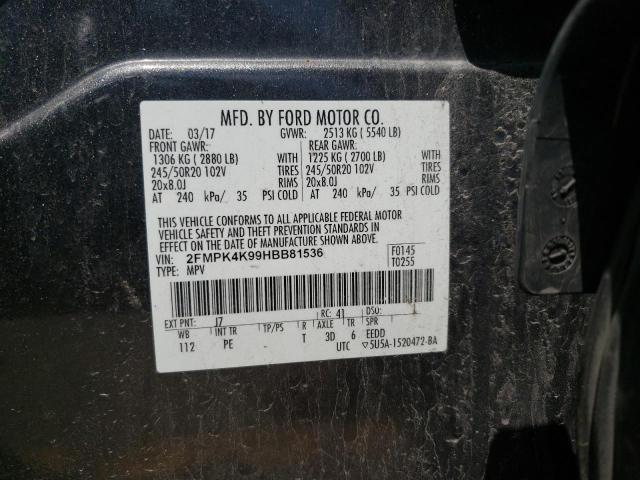 MFD. BY FORD MOTOR CO.
DATE: 03/17 GVWR: 2513 KG ( 5540 LB)
FRONT GAWR: REAR GAWR:
1306 KG ( 2880 LB) WITH 1225 KG ( 2700 LB) WITH
245/50R20 102V TIRES 245/50R20 102V TIRES
20x8.0J RIMS 20x8.0J RIMS
AT 240 kPa/ 35 PSI COLD AT 240 kPa/ 35 PSI COLD
THIS VEHICLE CONFORMS TO ALL APPLICABLE FEDERAL MOTOR
VEHICLE SAFETY AND THEFT PREVENTION STANDARDS IN
EFFECT ON THE DATE OF MANUFACTURE SHOWN ABOVE.
VIN: 2FMPK4K99HBB81536 F0145
TYPE: MPV T0255
EXT PNT: J7 RC: 41 DSO:
WB INT TR TP/PS R AXLE TR SPR
112 PE T 3D 6 EEDD
UTC ▽5U5A-1520472-BA